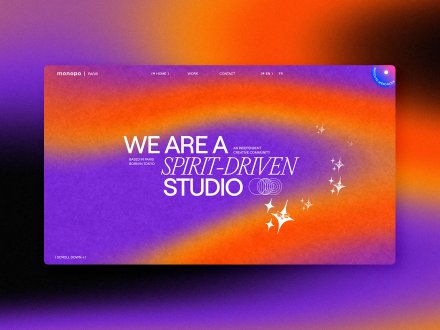 monopo | PARIS
(• HOME) WORK CONTACT (• EN) FR
WE ARE A
AN INDEPENDENT
CREATIVE COMMUNITY
BASED IN PARIS
BORN IN TOKYO
SPIRIT-DRIVEN
STUDIO
(SCROLL DOWN ↓)